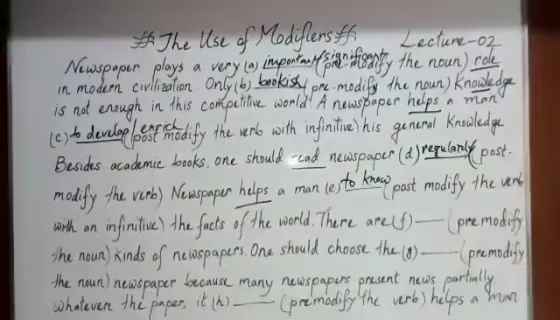 ## The Use of Modifiers ## Lecture-02
Newspaper plays a very (a) important/significant (pre-modify the noun) role
in modern civilization. Only (b) bookish (pre-modify the noun) Knowledge
is not enough in this competitive world. A newspaper helps a man
(c) to develop/enrich (post modify the verb with infinitive) his general Knowledge.
Besides academic books, one should read newspaper (d) regularly (post-
modify the verb) Newspaper helps a man (e) to know (post modify the verb
with an infinitive) the facts of the world. There are (f) — (premodify
the noun) kinds of newspapers. One should choose the (g) — (premodify
the noun) newspaper because many newspapers present news partially
whatever the paper, it (h) — (premodify the verb) helps a man